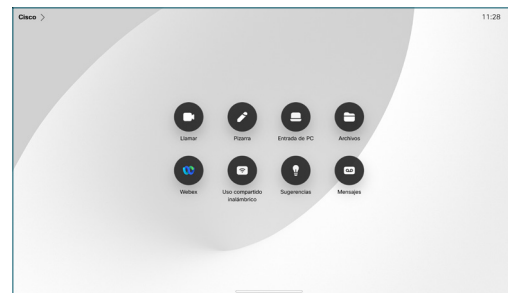 Cisco
11:28
Llamar
Pizarra
Entrada de PC
Archivos
Webex
Uso compartido
inalámbrico
Sugerencias
Mensajes